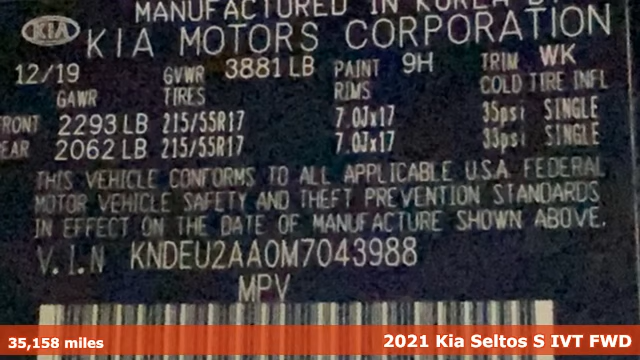 MANUFACTURED IN KOREA BY
KIA KIA MOTORS CORPORATION
12/19 GVWR 3881 LB PAINT 9H TRIM WK
GAWR TIRES RIMS COLD TIRE INFL
FRONT 2293 LB 215/55R17 7.0Jx17 35psi SINGLE
REAR 2062 LB 215/55R17 7.0Jx17 33psi SINGLE
THIS VEHICLE CONFORMS TO ALL APPLICABLE U.S.A. FEDERAL
MOTOR VEHICLE SAFETY AND THEFT PREVENTION STANDARDS
IN EFFECT ON THE DATE OF MANUFACTURE SHOWN ABOVE.
V.I.N KNDEU2AA0M7043988
MPV
35,158 miles
2021 Kia Seltos S IVT FWD